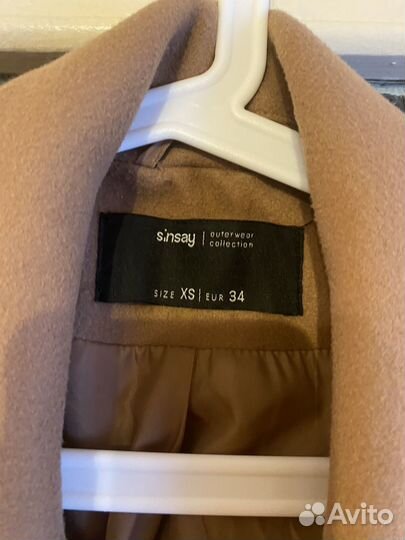 sinsay | outerwear
collection
SIZE XS | EUR 34
Avito